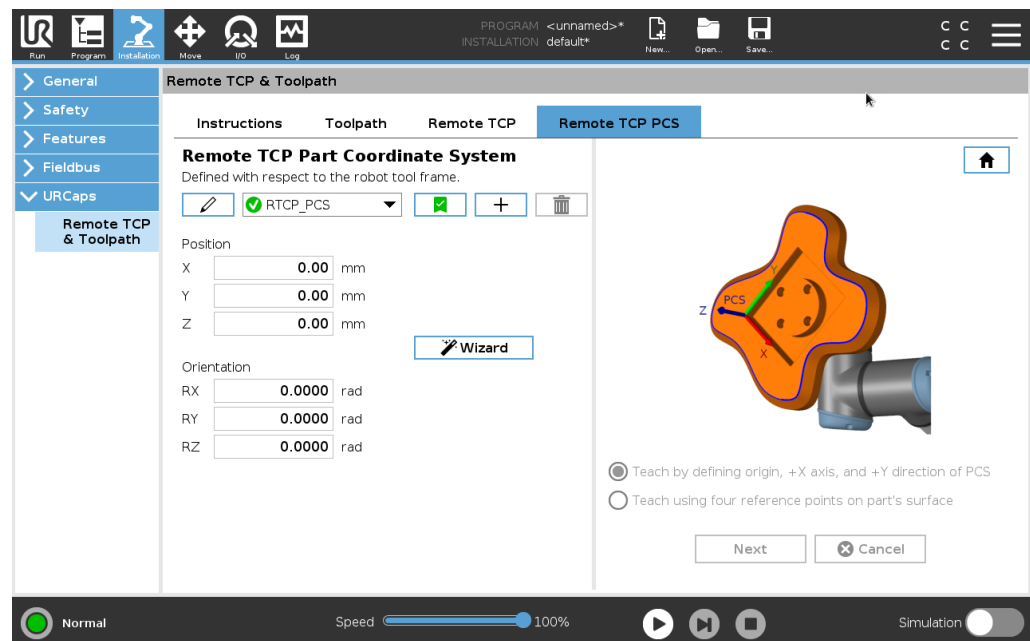 PROGRAM <unnamed>*
INSTALLATION default*
C C
C C
UR
Run Program Installation Move I/O Log New... Open... Save...
General
Safety
Features
Fieldbus
URCaps
Remote TCP
& Toolpath
Remote TCP & Toolpath
Instructions Toolpath Remote TCP Remote TCP PCS
Remote TCP Part Coordinate System
Defined with respect to the robot tool frame.
RTCP_PCS
Position
X 0.00 mm
Y 0.00 mm
Z 0.00 mm
Wizard
Orientation
RX 0.0000 rad
RY 0.0000 rad
RZ 0.0000 rad
Y
PCS
Z
X
Teach by defining origin, +X axis, and +Y direction of PCS
Teach using four reference points on part's surface
Next Cancel
Normal Speed 100% Simulation